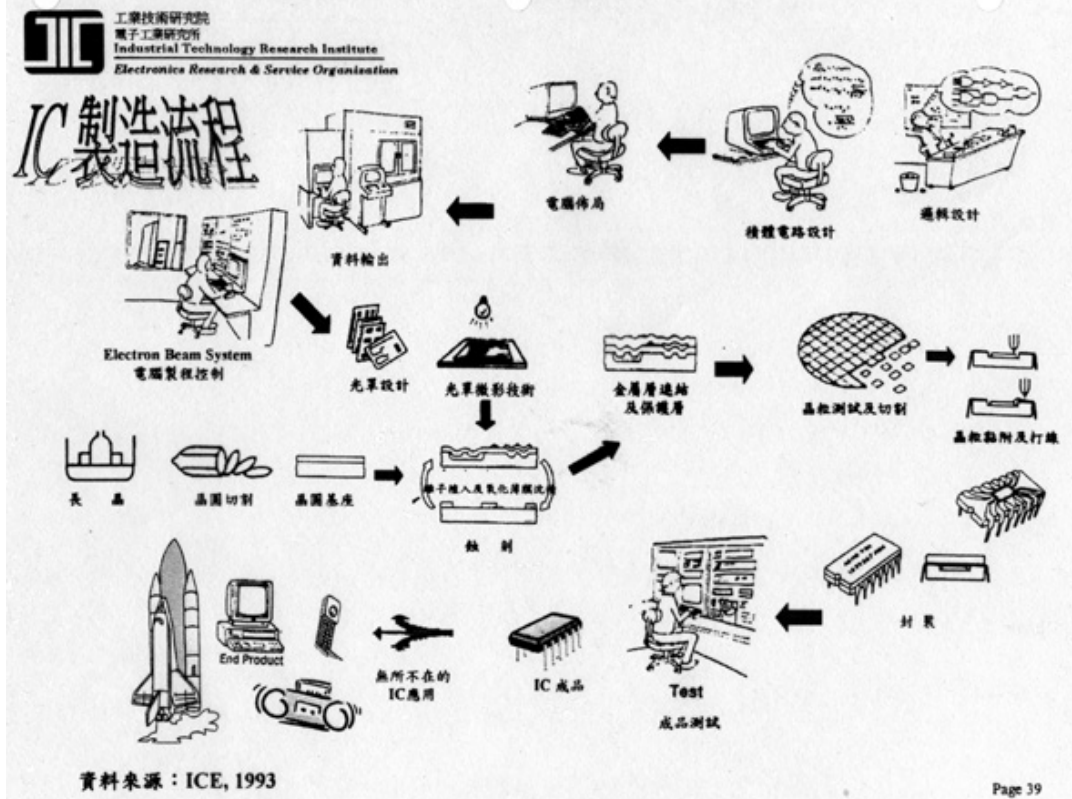 工業技術研究院
電子工業研究所
Industrial Technology Research Institute
Electronics Research & Service Organization
IC 製造流程
邏輯設計
積體電路設計
電腦佈局
資料輸出
Electron Beam System
電腦製程控制
光罩設計
光罩微影技術
金屬層連結
及保護層
晶粒測試及切割
晶粒黏附及打線
長 晶
晶圓切割
晶圓基座
離子植入及氧化薄膜沈積
蝕 刻
封 裝
Test
成品測試
IC 成品
無所不在的
IC應用
End Product
資料來源：ICE, 1993
Page 39